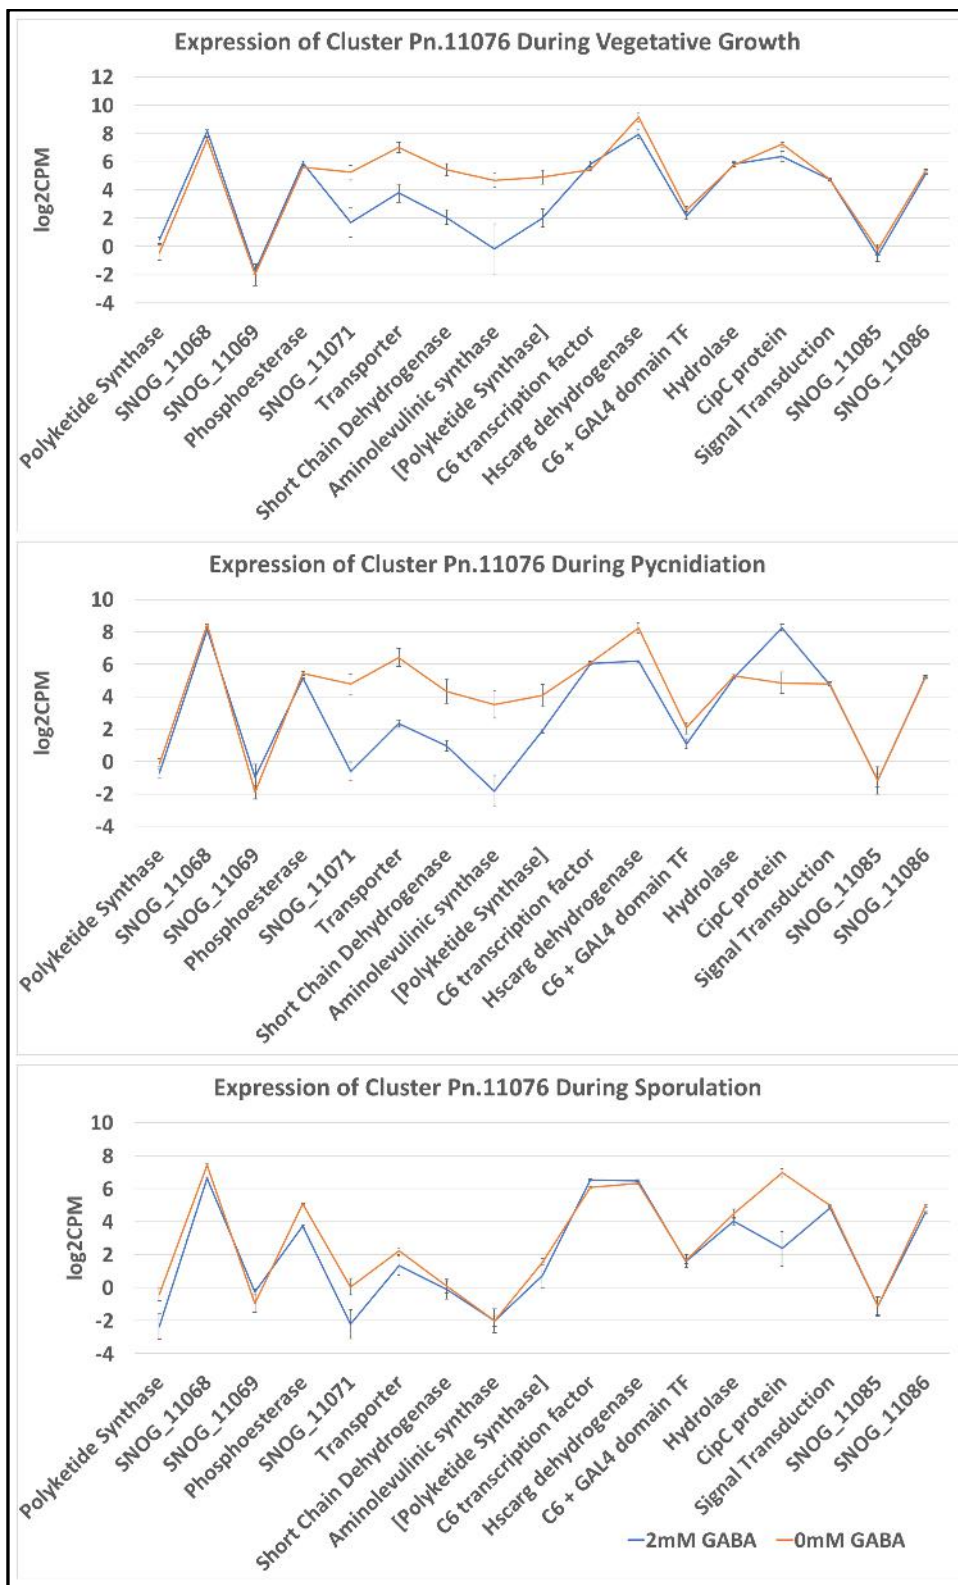 Expression of Cluster Pn.11076 During Vegetative Growth
12
10
8
6
4
2
0
-2
-4
log2CPM
Polyketide Synthase
SNOG_11068
SNOG_11069
Phosphoesterase
SNOG_11071
Transporter
Short Chain Dehydrogenase
Aminolevulinic synthase
[Polyketide Synthase]
C6 transcription factor
Hscarg dehydrogenase
C6 + GAL4 domain TF
Hydrolase
CipC protein
Signal Transduction
SNOG_11085
SNOG_11086
Expression of Cluster Pn.11076 During Pycnidiation
10
8
6
4
2
0
-2
-4
log2CPM
Polyketide Synthase
SNOG_11068
SNOG_11069
Phosphoesterase
SNOG_11071
Transporter
Short Chain Dehydrogenase
Aminolevulinic synthase
[Polyketide Synthase]
C6 transcription factor
Hscarg dehydrogenase
C6 + GAL4 domain TF
Hydrolase
CipC protein
Signal Transduction
SNOG_11085
SNOG_11086
Expression of Cluster Pn.11076 During Sporulation
10
8
6
4
2
0
-2
-4
log2CPM
Polyketide Synthase
SNOG_11068
SNOG_11069
Phosphoesterase
SNOG_11071
Transporter
Short Chain Dehydrogenase
Aminolevulinic synthase
[Polyketide Synthase]
C6 transcription factor
Hscarg dehydrogenase
C6 + GAL4 domain TF
Hydrolase
CipC protein
Signal Transduction
SNOG_11085
SNOG_11086
2mM GABA
0mM GABA